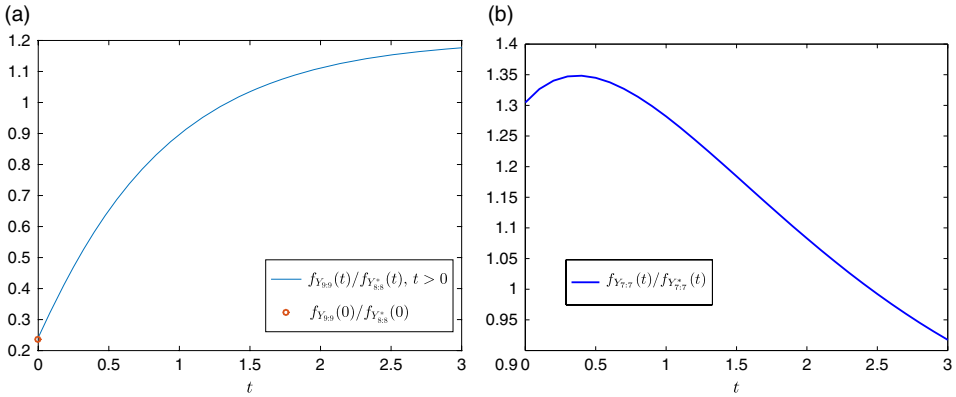 (a)
1.2
1.1
1
0.9
0.8
0.7
0.6
0.5
0.4
0.3
0.2
0 0.5 1 1.5 2 2.5 3
t
f_{Y_{9:9}}(t)/f_{Y^*_{8:8}}(t), t > 0
f_{Y_{9:9}}(0)/f_{Y^*_{8:8}}(0)
(b)
1.4
1.35
1.3
1.25
1.2
1.15
1.1
1.05
1
0.95
0.9
0 0.5 1 1.5 2 2.5 3
t
f_{Y_{7:7}}(t)/f_{Y^*_{7:7}}(t)